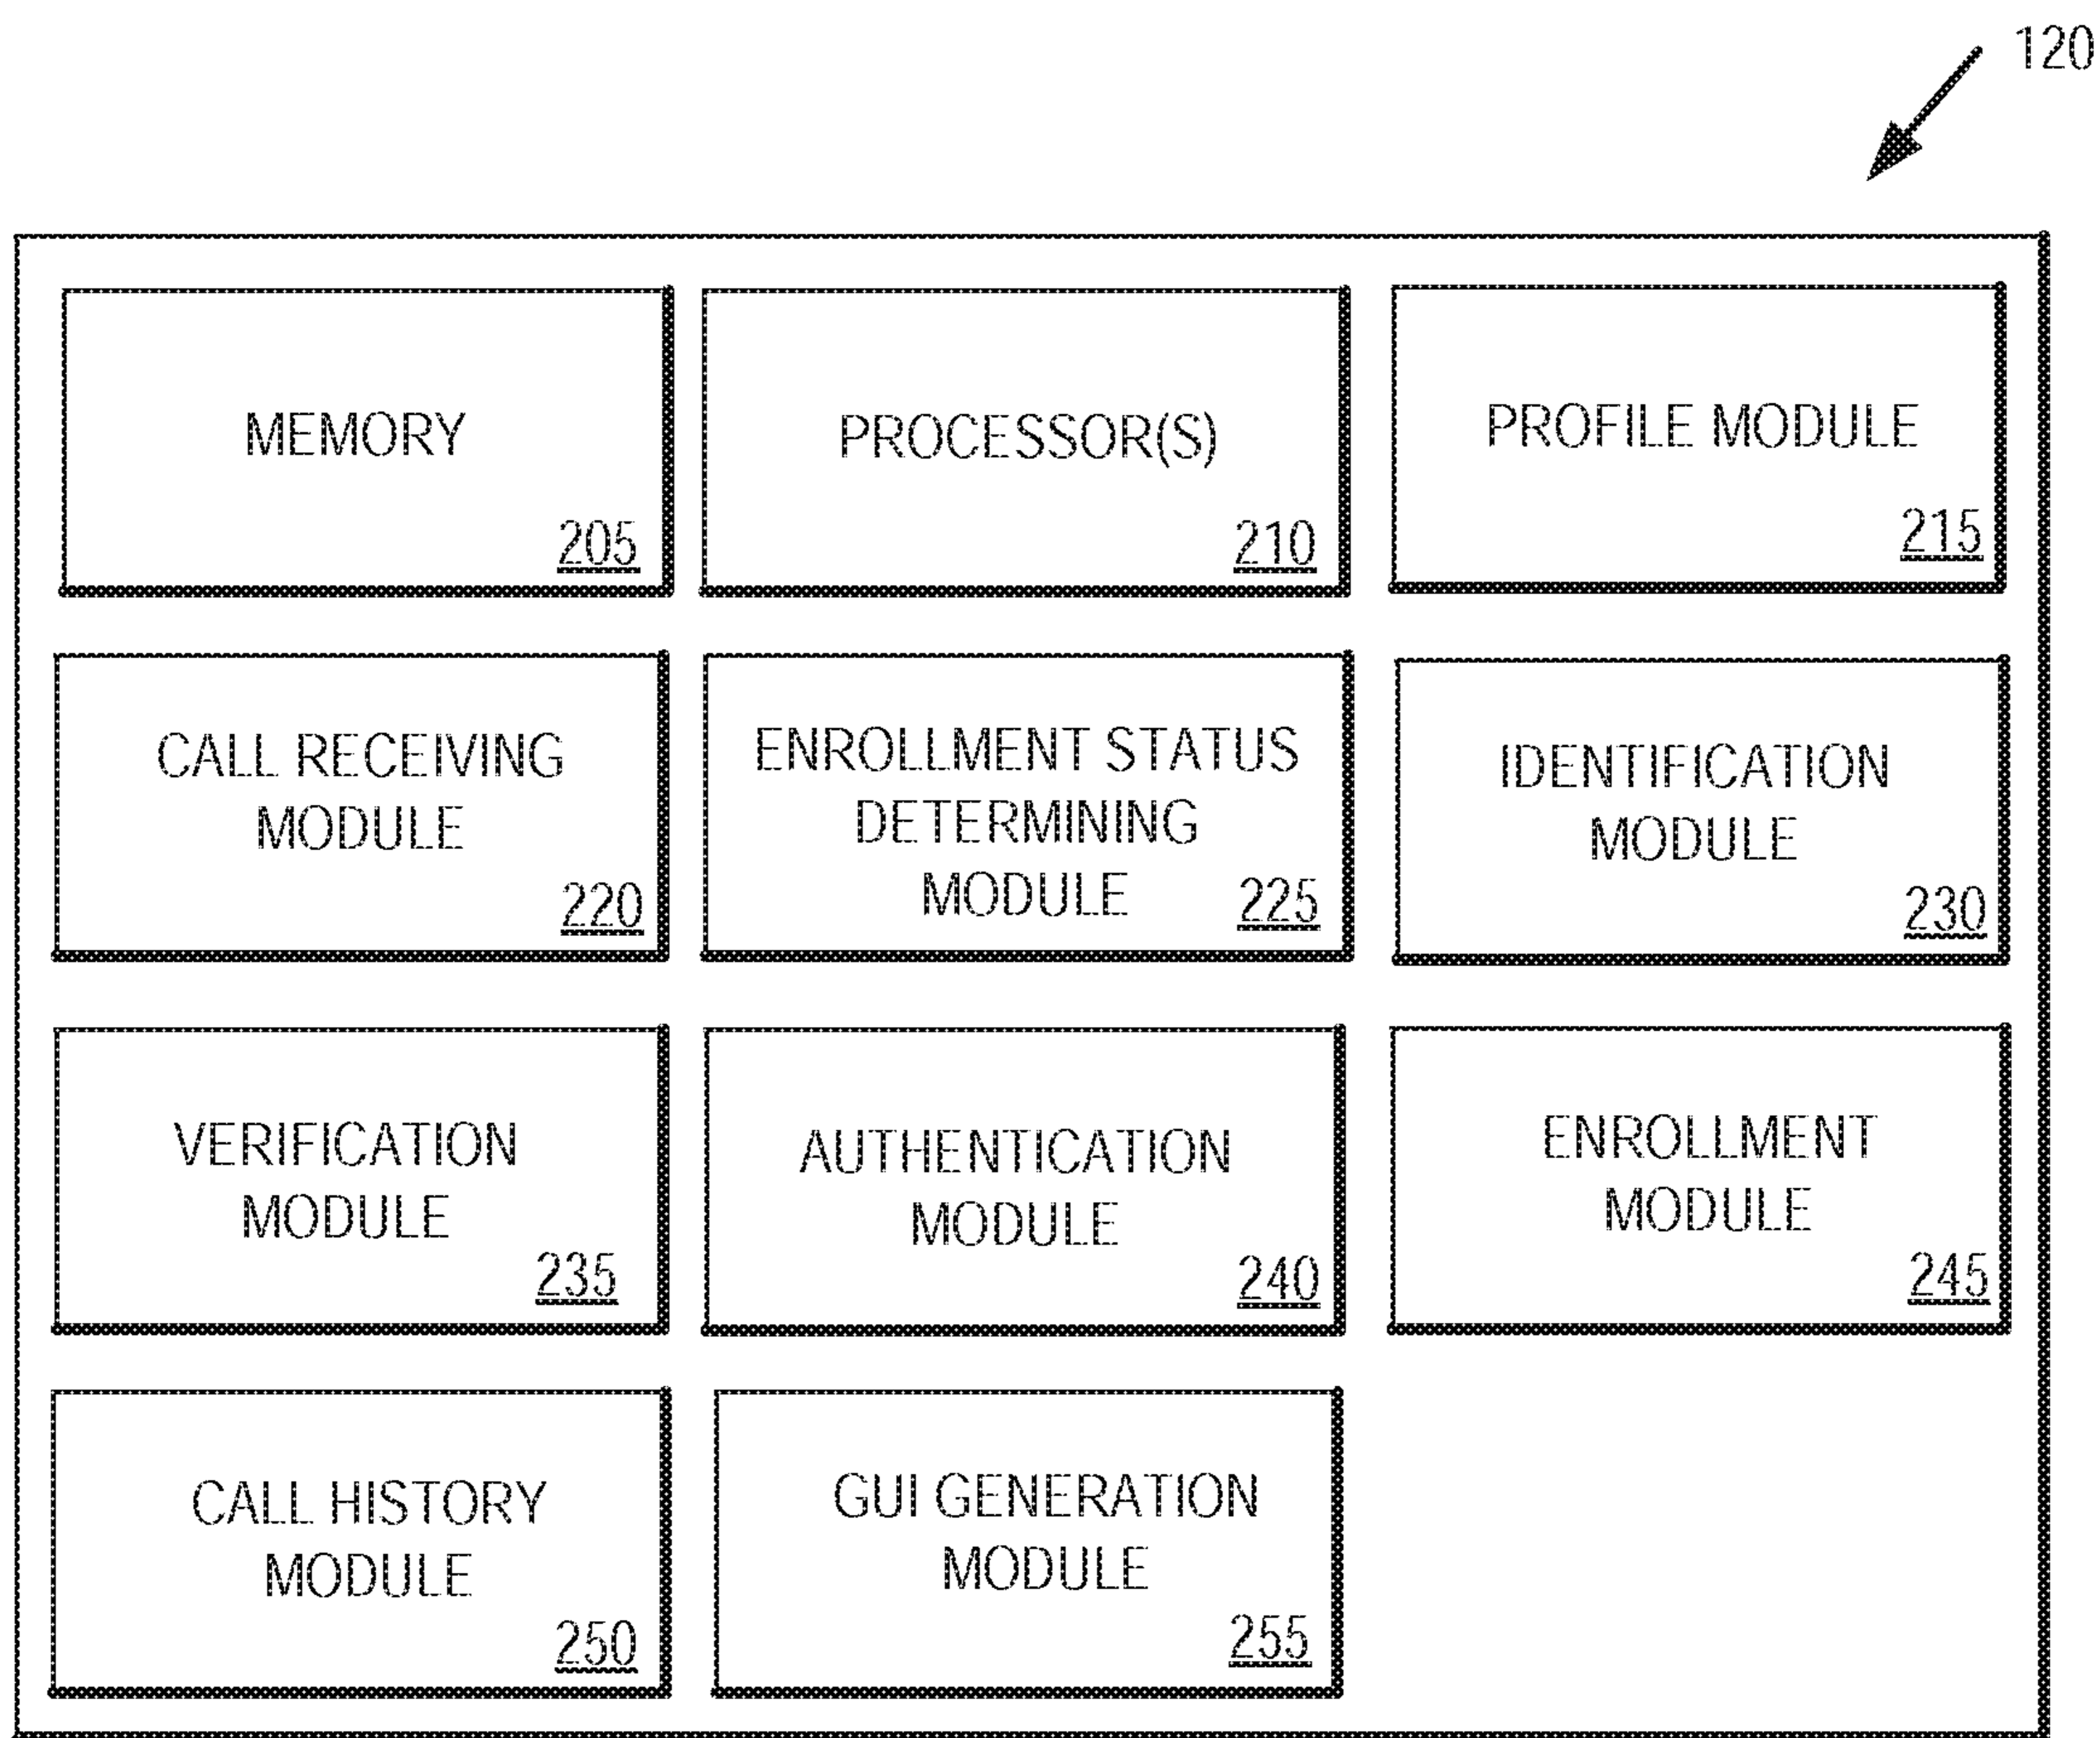 120
MEMORY
205
PROCESSOR(S)
210
PROFILE MODULE
215
CALL RECEIVING
MODULE
220
ENROLLMENT STATUS
DETERMINING
MODULE
225
IDENTIFICATION
MODULE
230
VERIFICATION
MODULE
235
AUTHENTICATION
MODULE
240
ENROLLMENT
MODULE
245
CALL HISTORY
MODULE
250
GUI GENERATION
MODULE
255